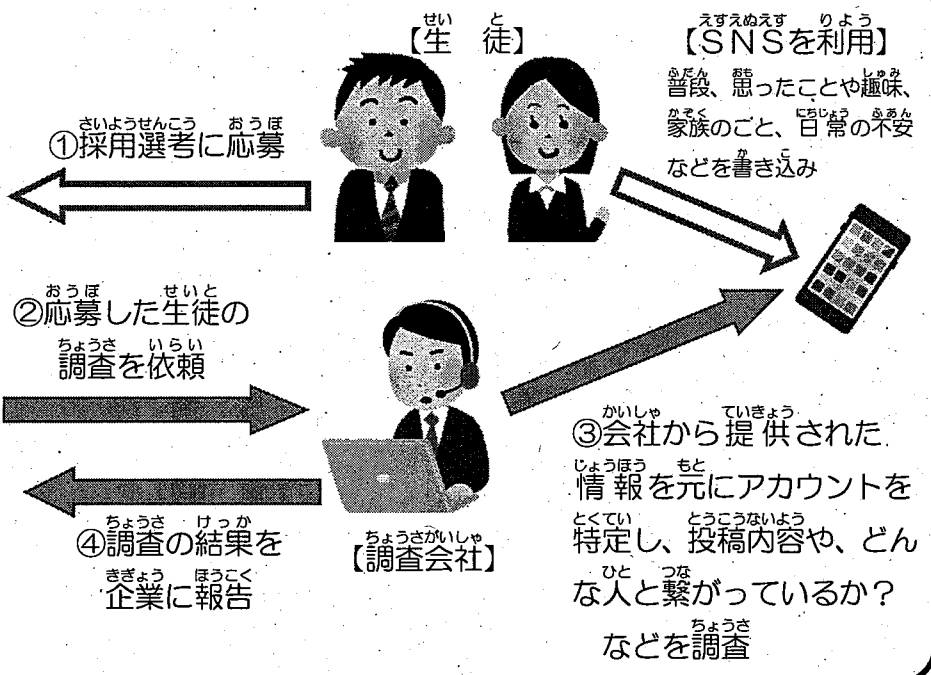 【生徒】
【SNSを利用】
普段、思ったことや趣味、
家族のこと、日常の不安
などを書き込み
①採用選考に応募
②応募した生徒の
調査を依頼
③会社から提供された
情報を元にアカウントを
特定し、投稿内容や、どん
な人と繋がっているか？
などを調査
④調査の結果を
企業に報告
【調査会社】